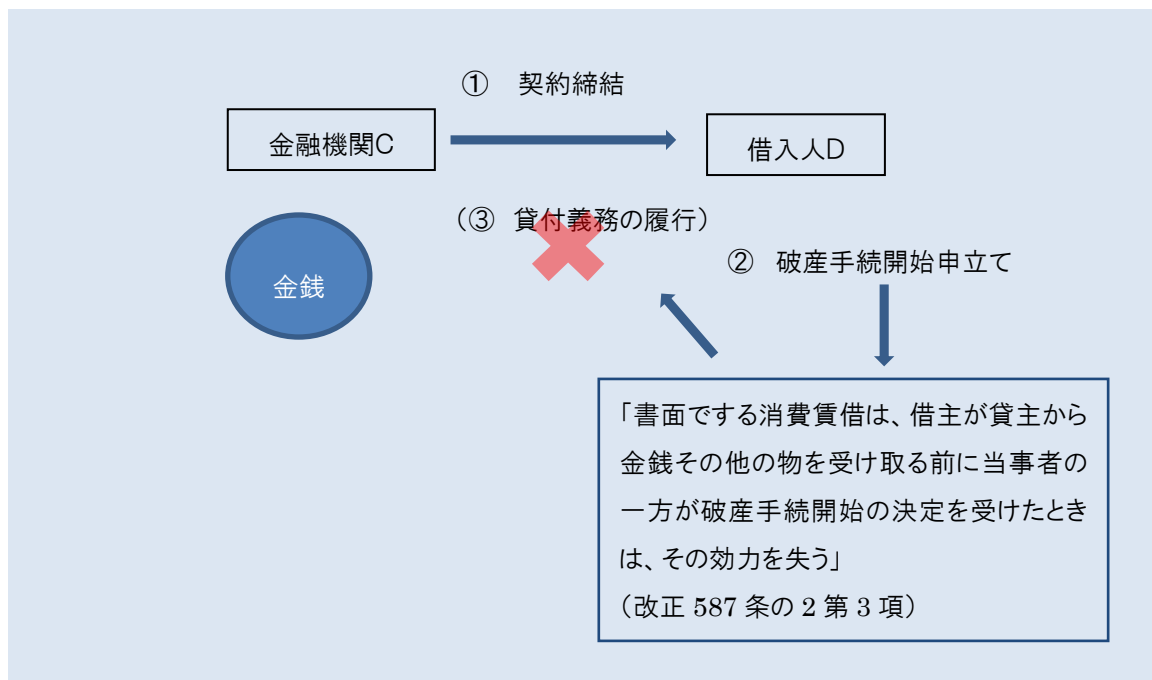 ① 契約締結
金融機関C
借入人D
（③ 貸付義務の履行）
② 破産手続開始申立て
金銭
「書面でする消費賃借は、借主が貸主から
金銭その他の物を受け取る前に当事者の
一方が破産手続開始の決定を受けたとき
は、その効力を失う」
（改正 587 条の 2 第 3 項）